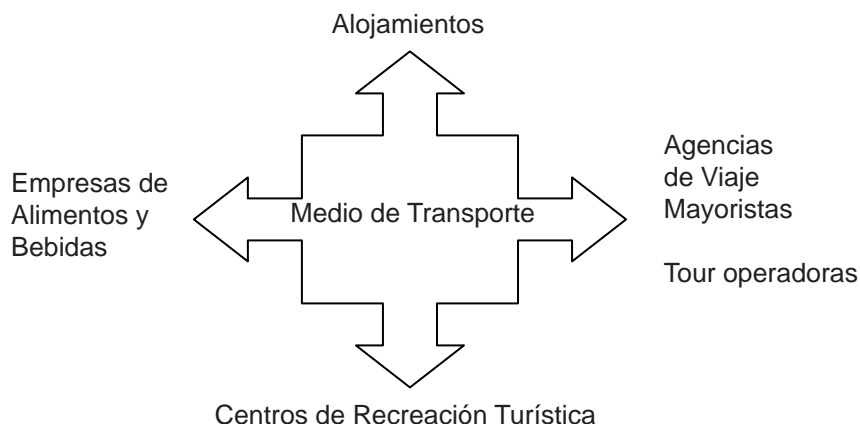 Alojamientos
Empresas de
Alimentos y
Bebidas
Medio de Transporte
Agencias
de Viaje
Mayoristas
Tour operadoras
Centros de Recreación Turística